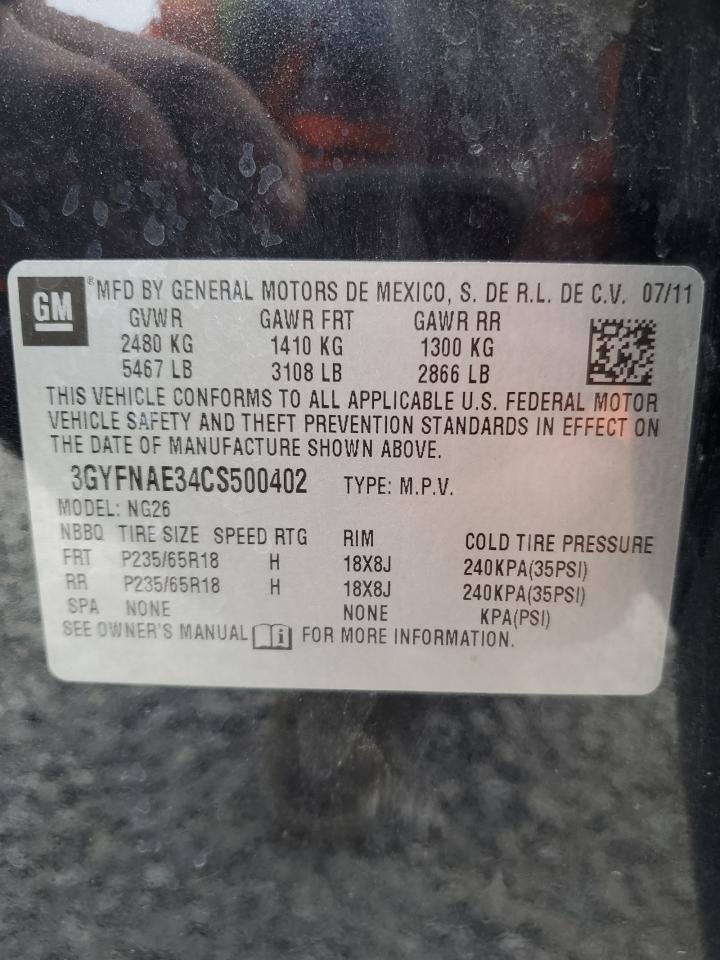 GM ® MFD BY GENERAL MOTORS DE MEXICO, S. DE R.L. DE C.V. 07/11
GVWR GAWR FRT GAWR RR
2480 KG 1410 KG 1300 KG
5467 LB 3108 LB 2866 LB
THIS VEHICLE CONFORMS TO ALL APPLICABLE U.S. FEDERAL MOTOR
VEHICLE SAFETY AND THEFT PREVENTION STANDARDS IN EFFECT ON
THE DATE OF MANUFACTURE SHOWN ABOVE.
3GYFNAE34CS500402 TYPE: M.P.V.
MODEL: NG26
NBBQ TIRE SIZE SPEED RTG RIM COLD TIRE PRESSURE
FRT P235/65R18 H 18X8J 240KPA(35PSI)
RR P235/65R18 H 18X8J 240KPA(35PSI)
SPA NONE NONE KPA(PSI)
SEE OWNER'S MANUAL i FOR MORE INFORMATION.